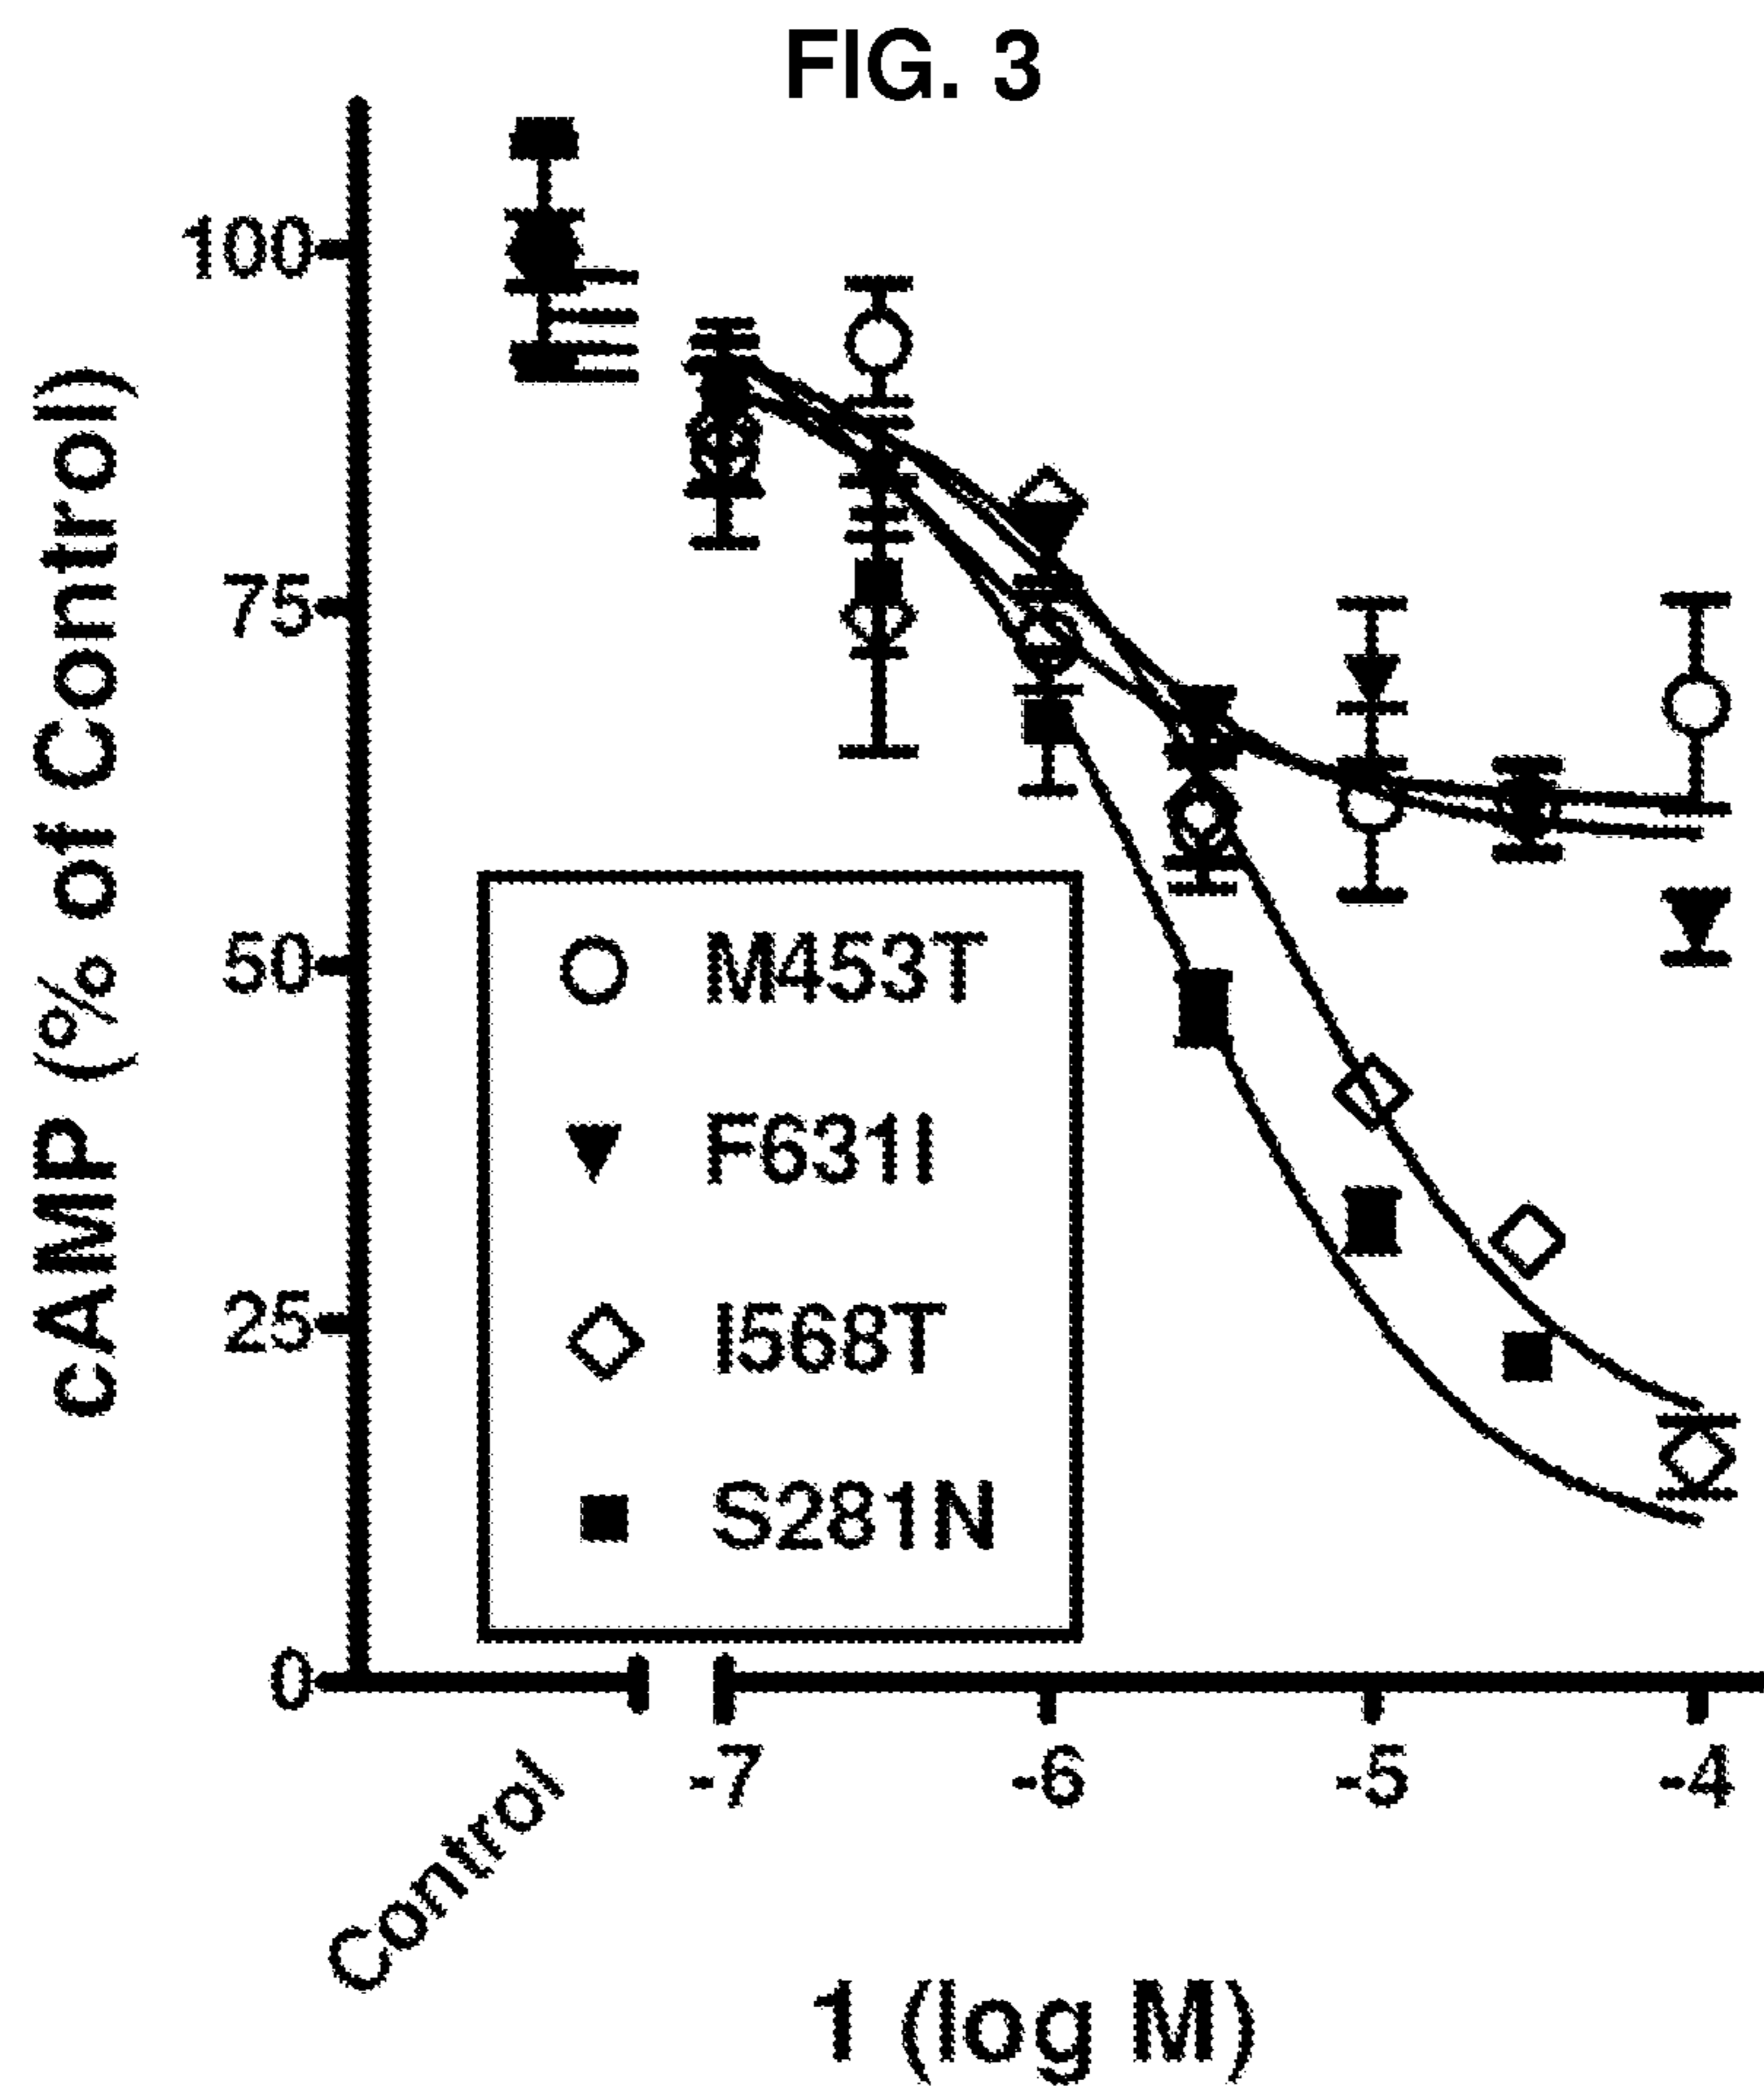 FIG. 3
cAMP (% of Control)
100
75
50
25
0
M453T
F631I
I568T
S281N
Control
-7
-6
-5
-4
1 (log M)